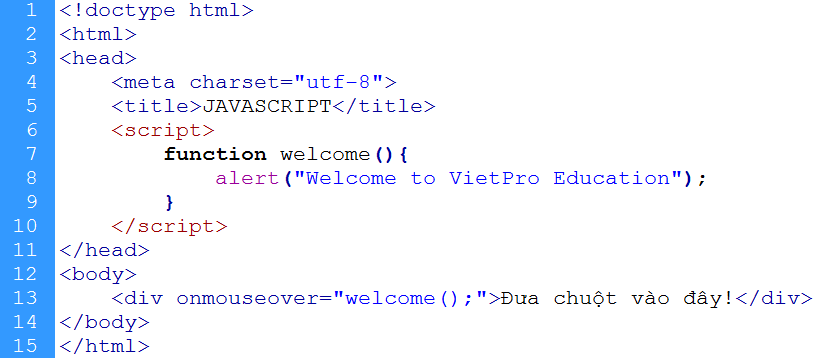 1 <!doctype html>
2 <html>
3 <head>
4     <meta charset="utf-8">
5     <title>JAVASCRIPT</title>
6     <script>
7         function welcome(){
8             alert("Welcome to VietPro Education");
9         }
10     </script>
11 </head>
12 <body>
13     <div onmouseover="welcome();">Đưa chuột vào đây!</div>
14 </body>
15 </html>